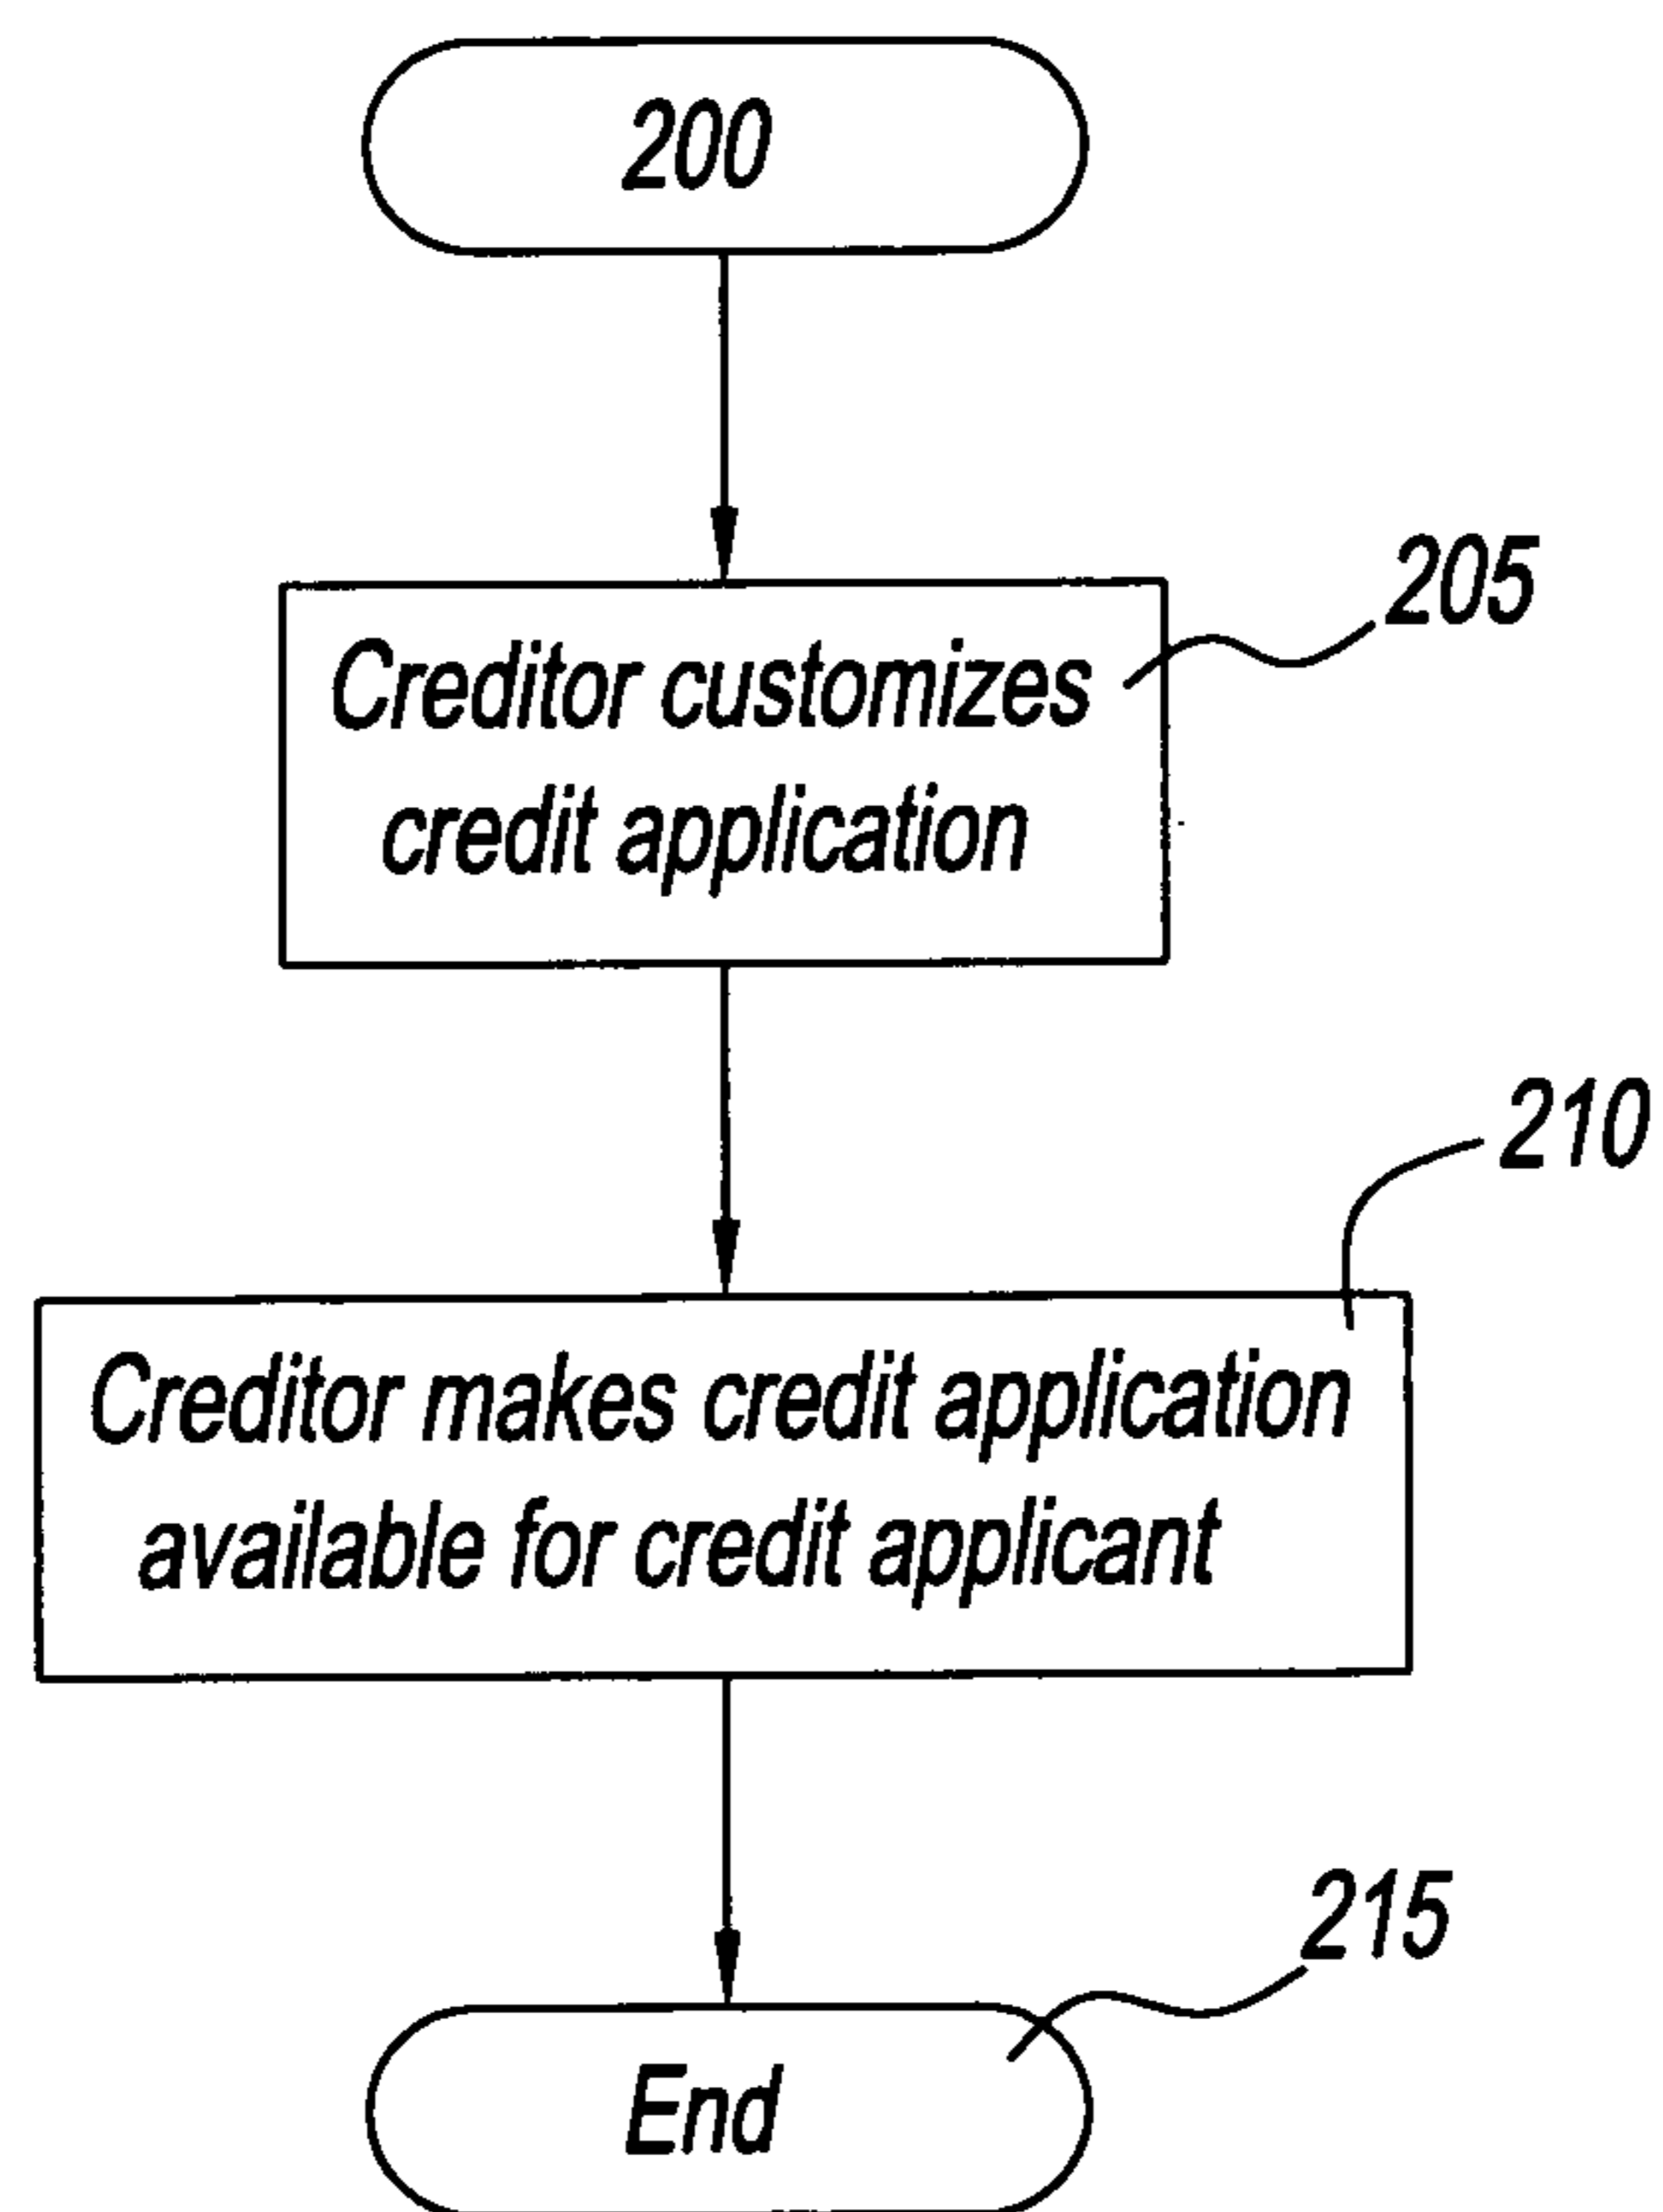 200
205
Creditor customizes
credit application
210
Creditor makes credit application
available for credit applicant
215
End